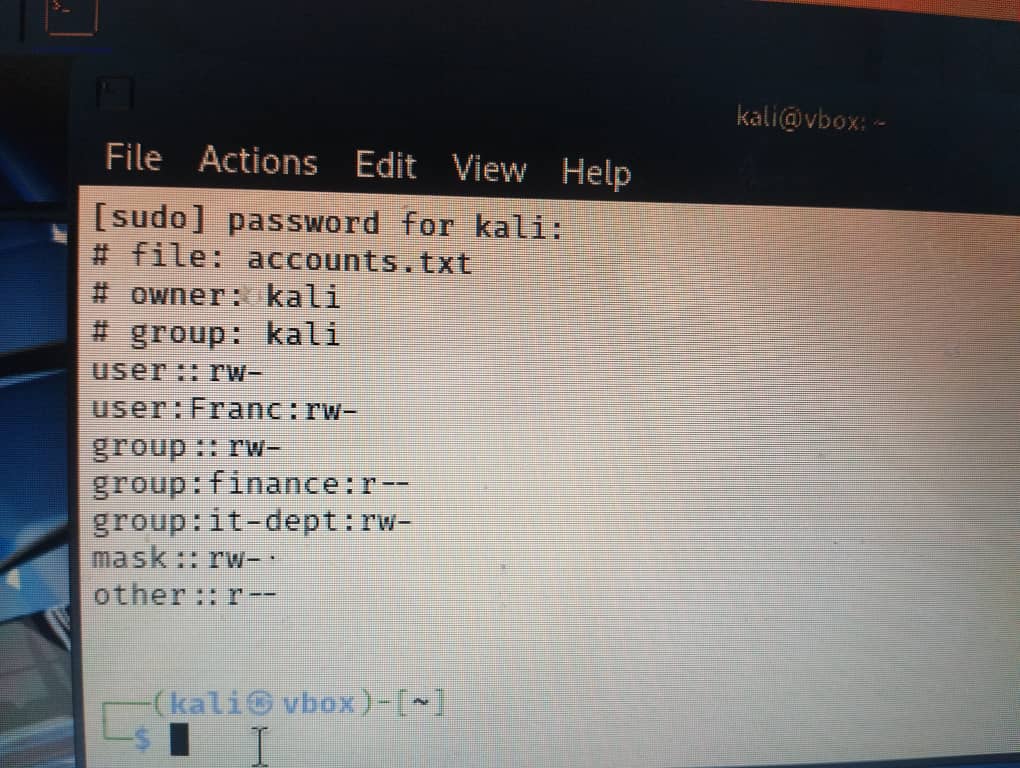 $_
kali@vbox: ~
File Actions Edit View Help
[sudo] password for kali:
# file: accounts.txt
# owner: kali
# group: kali
user::rw-
user:Franc:rw-
group::rw-
group:finance:r--
group:it-dept:rw-
mask::rw-
other::r--
(kali㉿vbox)-[~]
$